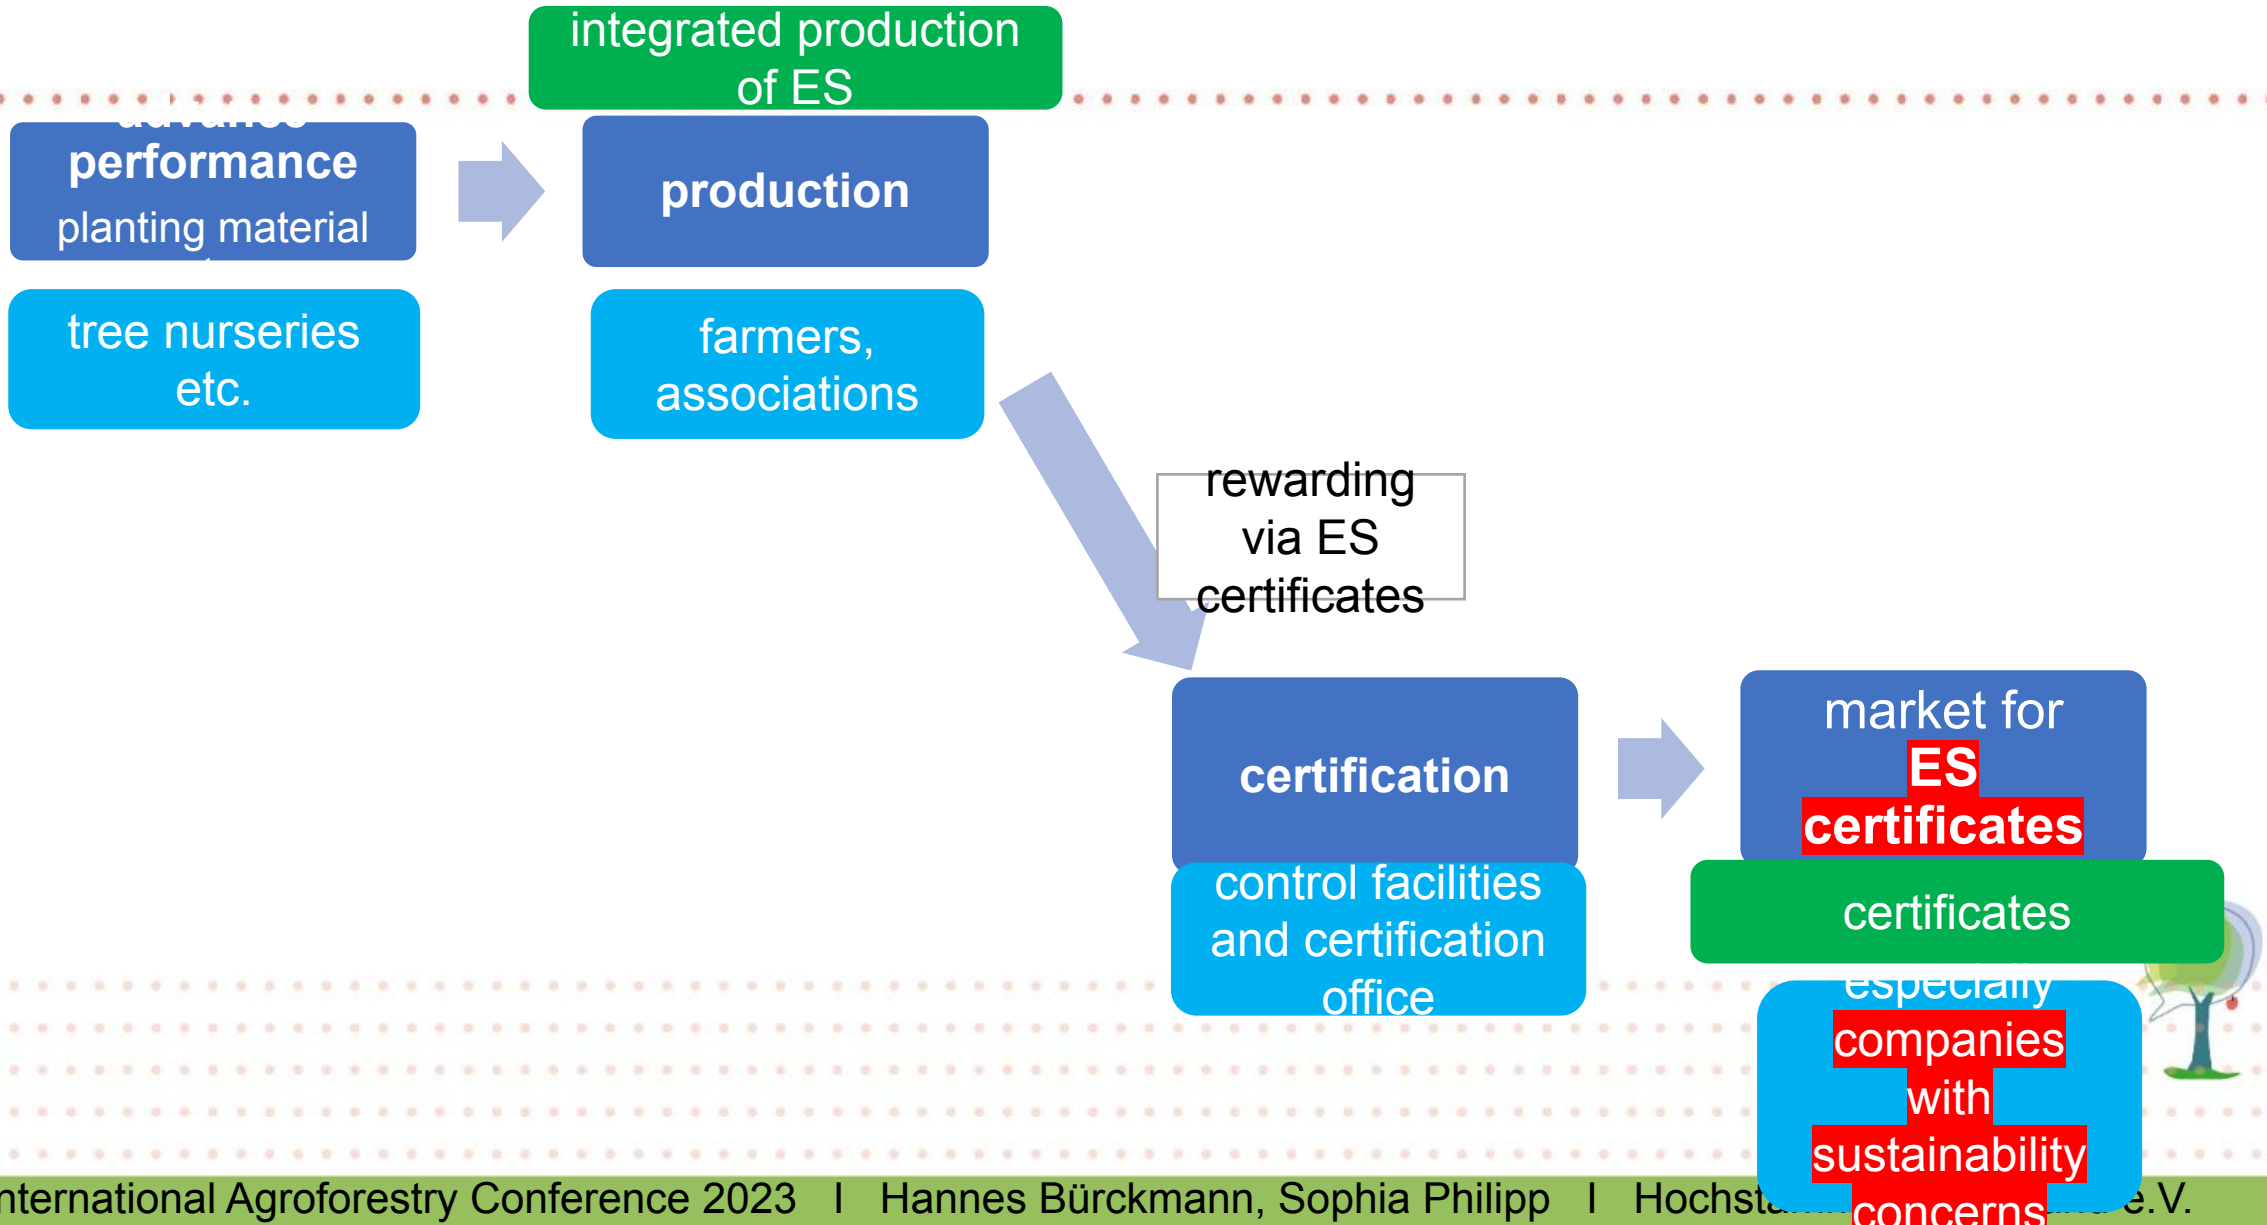 integrated production
of ES
advance
performance
planting material
production
tree nurseries
etc.
farmers,
associations
rewarding
via ES
certificates
certification
market for
ES
certificates
control facilities
and certification
office
certificates
especially
companies
with
sustainability
concerns
International Agroforestry Conference 2023 I Hannes Bürckmann, Sophia Philipp I e.V.